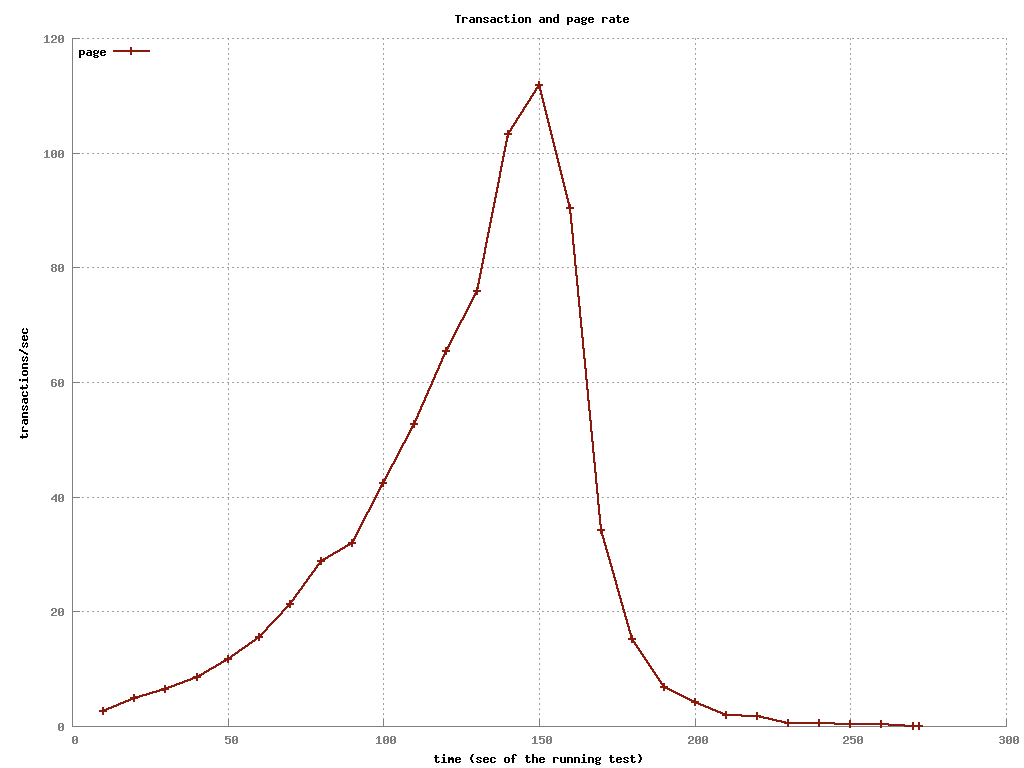 Transaction and page rate
120
page
100
80
60
40
20
0
transactions/sec
0 50 100 150 200 250 300
time (sec of the running test)